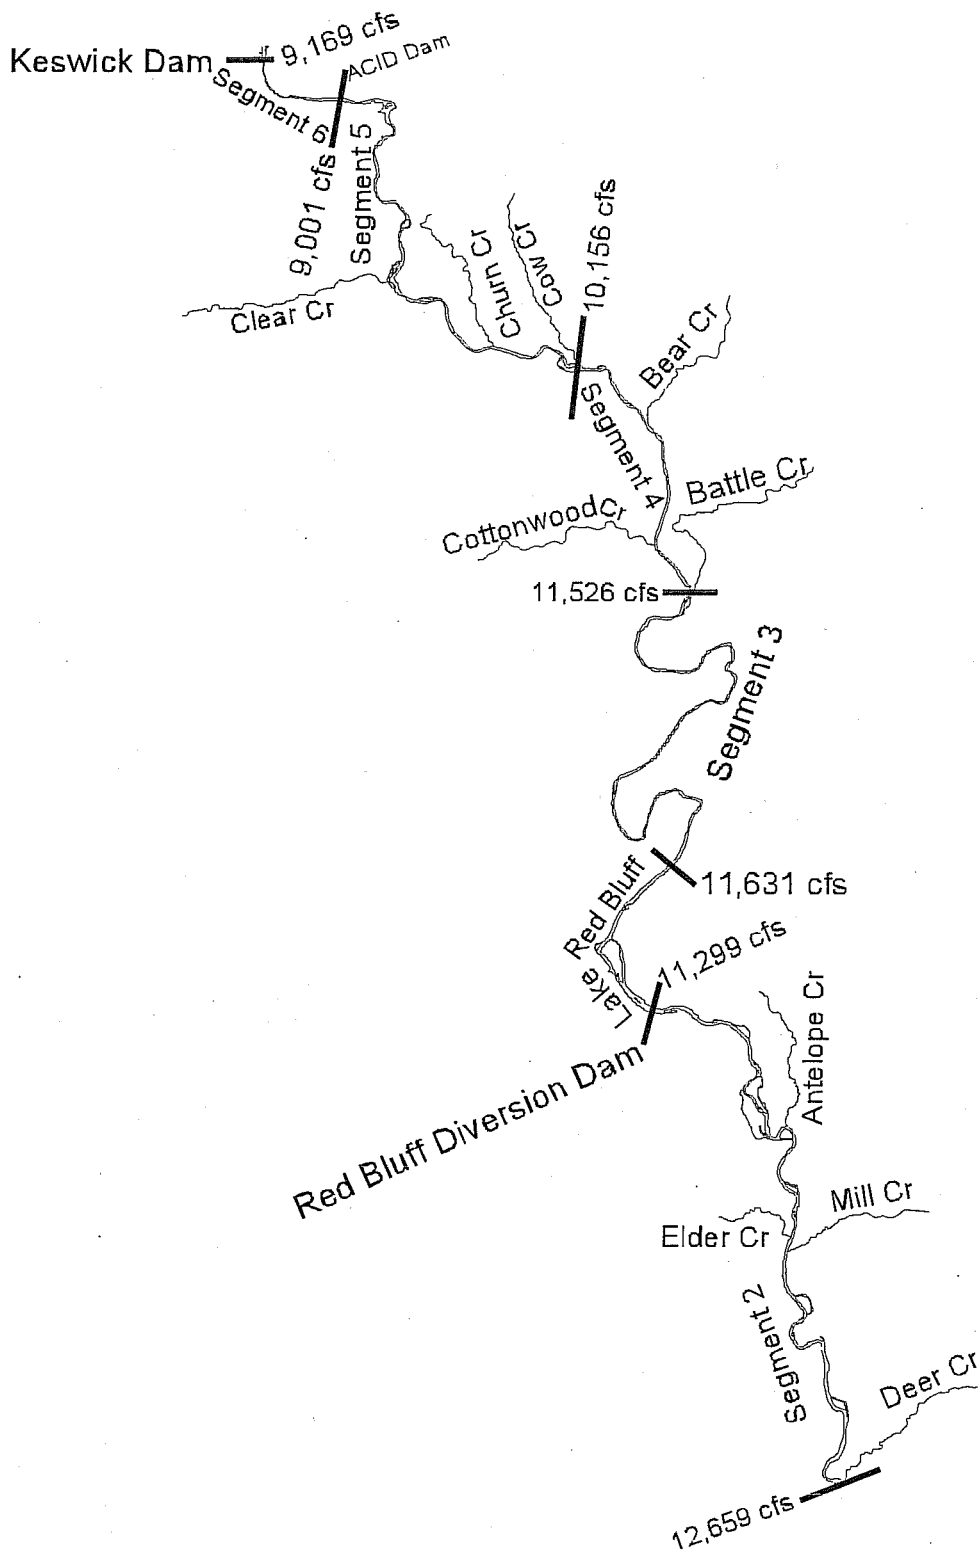 Keswick Dam
9,169 cfs
ACID Dam
Segment 6
9,001 cfs
Segment 5
Clear Cr
Churn Cr
Cow Cr
10,156 cfs
Bear Cr
Segment 4
Battle Cr
Cottonwood Cr
11,526 cfs
Segment 3
11,631 cfs
Lake Red Bluff
11,299 cfs
Red Bluff Diversion Dam
Antelope Cr
Mill Cr
Elder Cr
Segment 2
Deer Cr
12,659 cfs